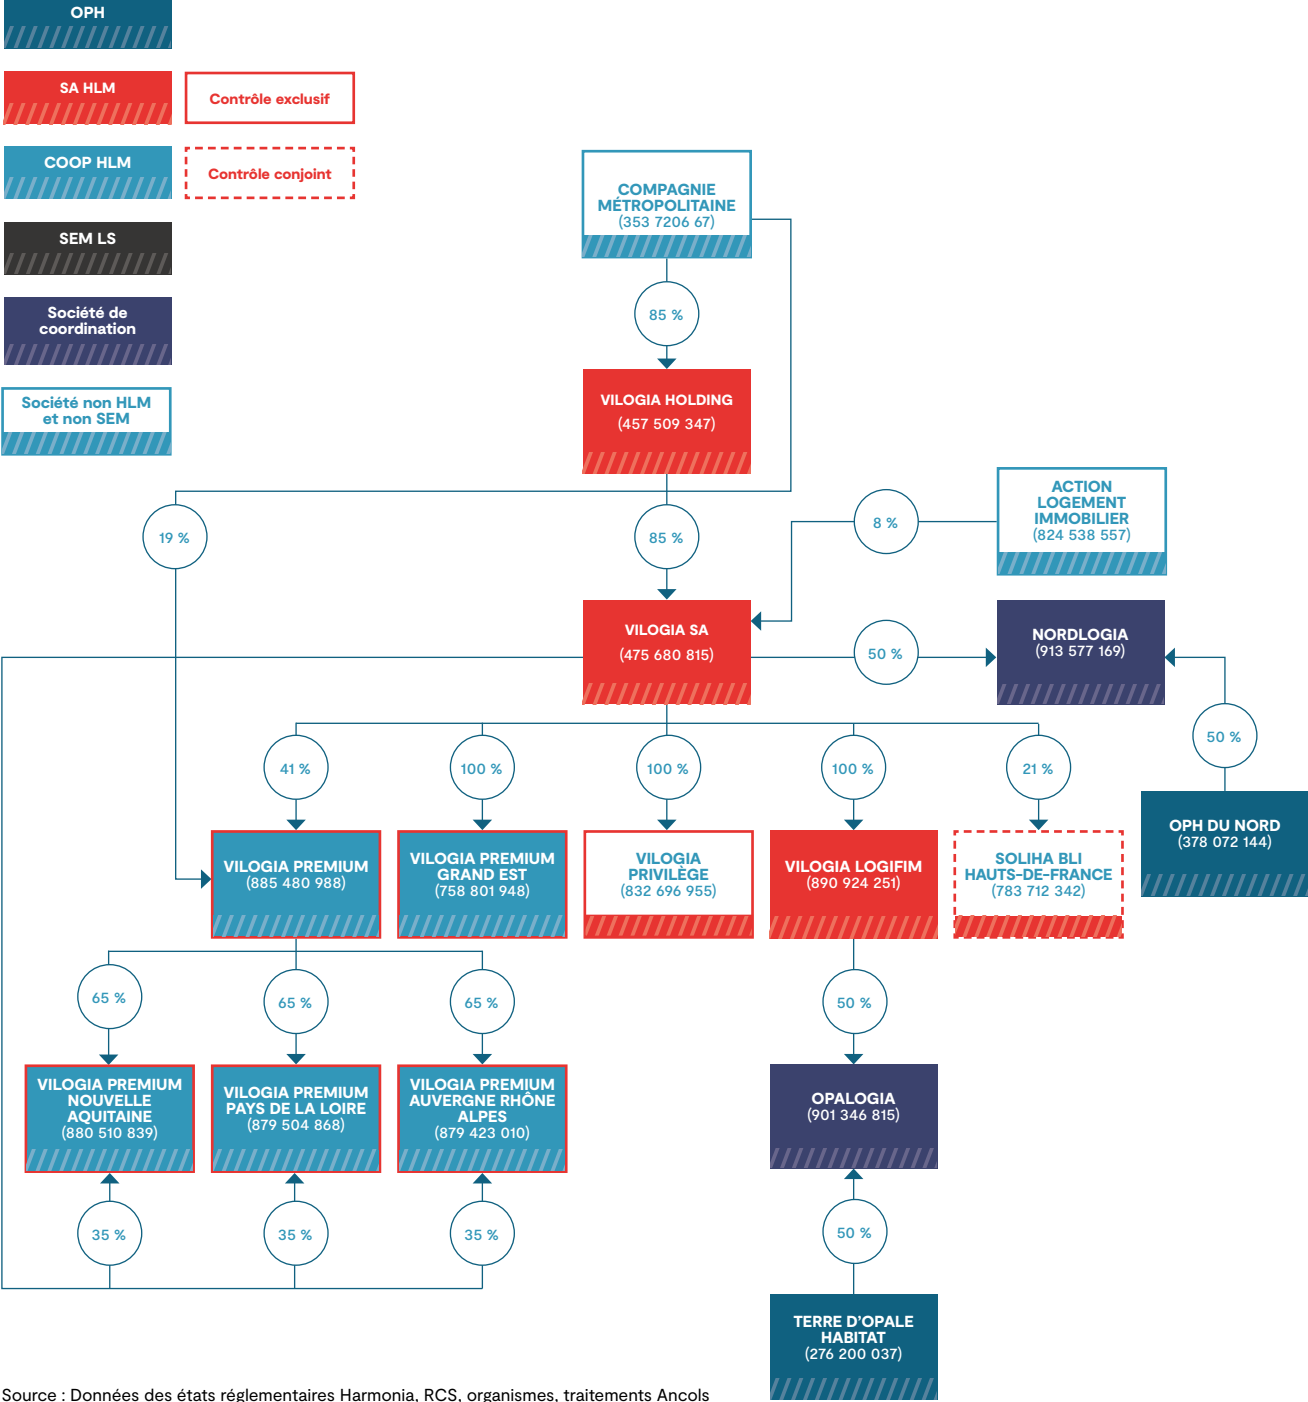 OPH
SA HLM
Contrôle exclusif
COOP HLM
Contrôle conjoint
SEM LS
Société de
coordination
Société non HLM
et non SEM
COMPAGNIE
MÉTROPOLITAINE
(353 7206 67)
85 %
VILOGIA HOLDING
(457 509 347)
19 %
85 %
8 %
ACTION
LOGEMENT
IMMOBILIER
(824 538 557)
VILOGIA SA
(475 680 815)
50 %
NORDLOGIA
(913 577 169)
50 %
OPH DU NORD
(378 072 144)
41 %
100 %
100 %
100 %
21 %
VILOGIA PREMIUM
(885 480 988)
VILOGIA PREMIUM
GRAND EST
(758 801 948)
VILOGIA
PRIVILÈGE
(832 696 955)
VILOGIA LOGIFIM
(890 924 251)
SOLIHA BLI
HAUTS-DE-FRANCE
(783 712 342)
65 %
65 %
65 %
50 %
VILOGIA PREMIUM
NOUVELLE
AQUITAINE
(880 510 839)
VILOGIA PREMIUM
PAYS DE LA LOIRE
(879 504 868)
VILOGIA PREMIUM
AUVERGNE RHÔNE
ALPES
(879 423 010)
OPALOGIA
(901 346 815)
35 %
35 %
35 %
50 %
TERRE D'OPALE
HABITAT
(276 200 037)
Source : Données des états réglementaires Harmonia, RCS, organismes, traitements Ancols